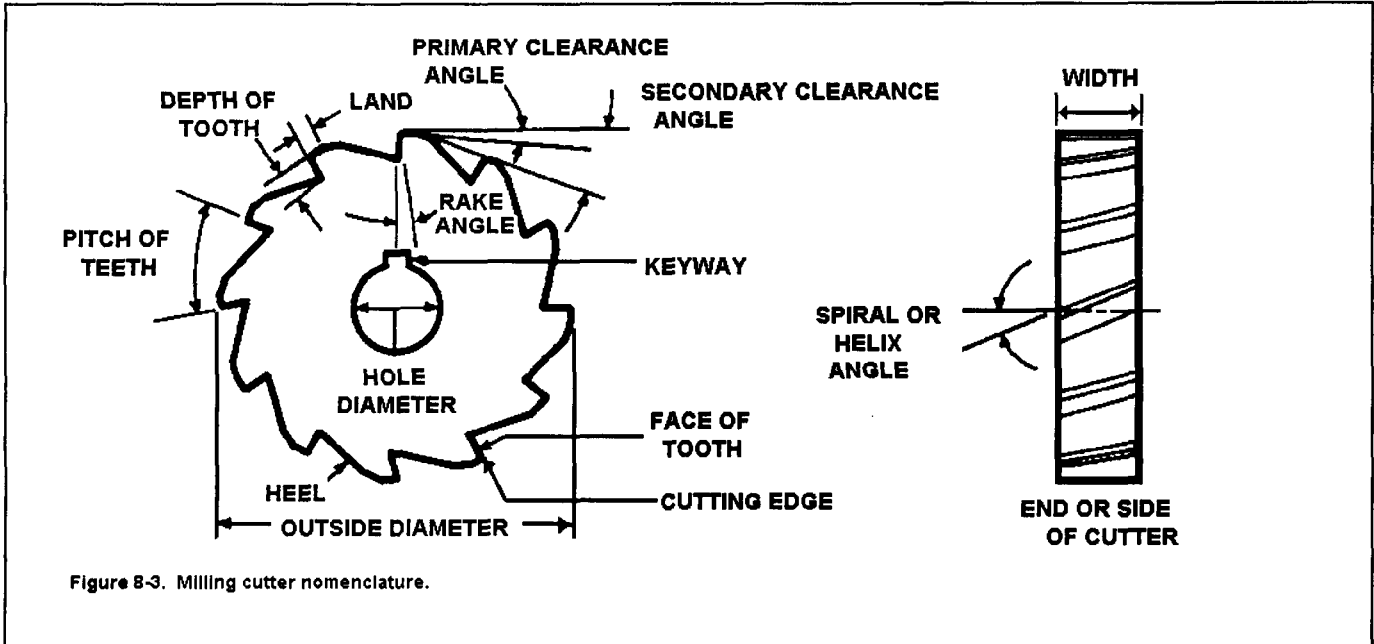 PRIMARY CLEARANCE
ANGLE
SECONDARY CLEARANCE
ANGLE
DEPTH OF
TOOTH
LAND
RAKE
ANGLE
PITCH OF
TEETH
KEYWAY
HOLE
DIAMETER
FACE OF
TOOTH
HEEL
CUTTING EDGE
OUTSIDE DIAMETER
WIDTH
SPIRAL OR
HELIX
ANGLE
END OR SIDE
OF CUTTER
Figure 8-3. Milling cutter nomenclature.